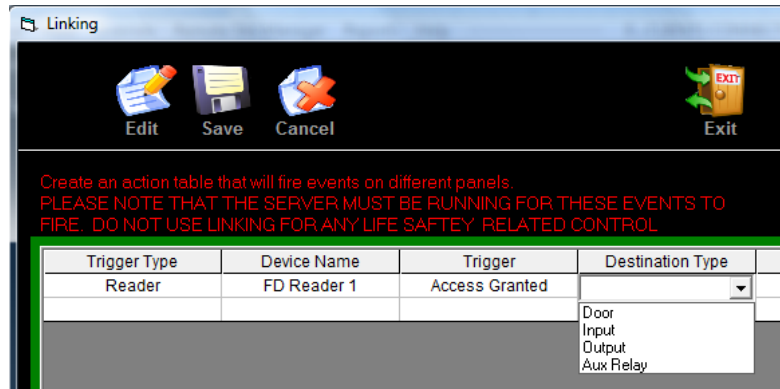 Linking
Edit Save Cancel Exit
EXIT
Create an action table that will fire events on different panels.
PLEASE NOTE THAT THE SERVER MUST BE RUNNING FOR THESE EVENTS TO
FIRE. DO NOT USE LINKING FOR ANY LIFE SAFTEY RELATED CONTROL
Trigger Type Device Name Trigger Destination Type
Reader FD Reader 1 Access Granted
Door
Input
Output
Aux Relay